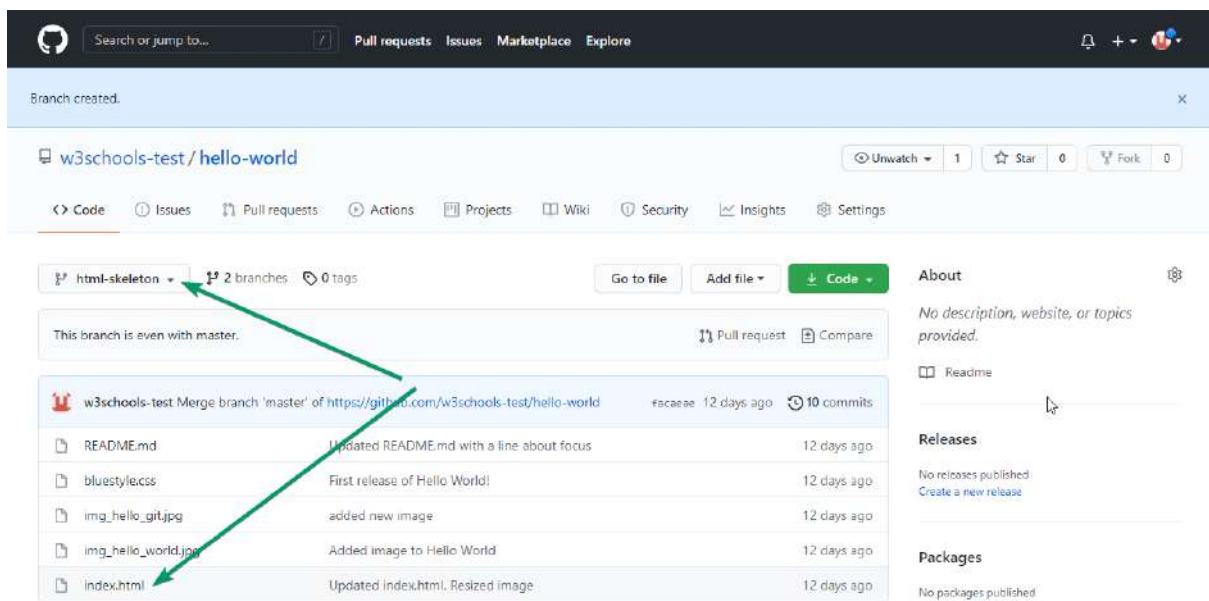 Search or jump to... / Pull requests Issues Marketplace Explore
Branch created.
w3schools-test / hello-world
Unwatch 1 Star 0 Fork 0
Code Issues Pull requests Actions Projects Wiki Security Insights Settings
html-skeleton 2 branches 0 tags Go to file Add file Code
This branch is even with master. Pull request Compare
w3schools-test Merge branch 'master' of https://github.com/w3schools-test/hello-world facaeae 12 days ago 10 commits
README.md Updated README.md with a line about focus 12 days ago
bluestyle.css First release of Hello World! 12 days ago
img_hello_git.jpg added new image 12 days ago
img_hello_world.jpg Added image to Hello World 12 days ago
index.html Updated index.html. Resized image 12 days ago
About
No description, website, or topics
provided.
Readme
Releases
No releases published
Create a new release
Packages
No packages published